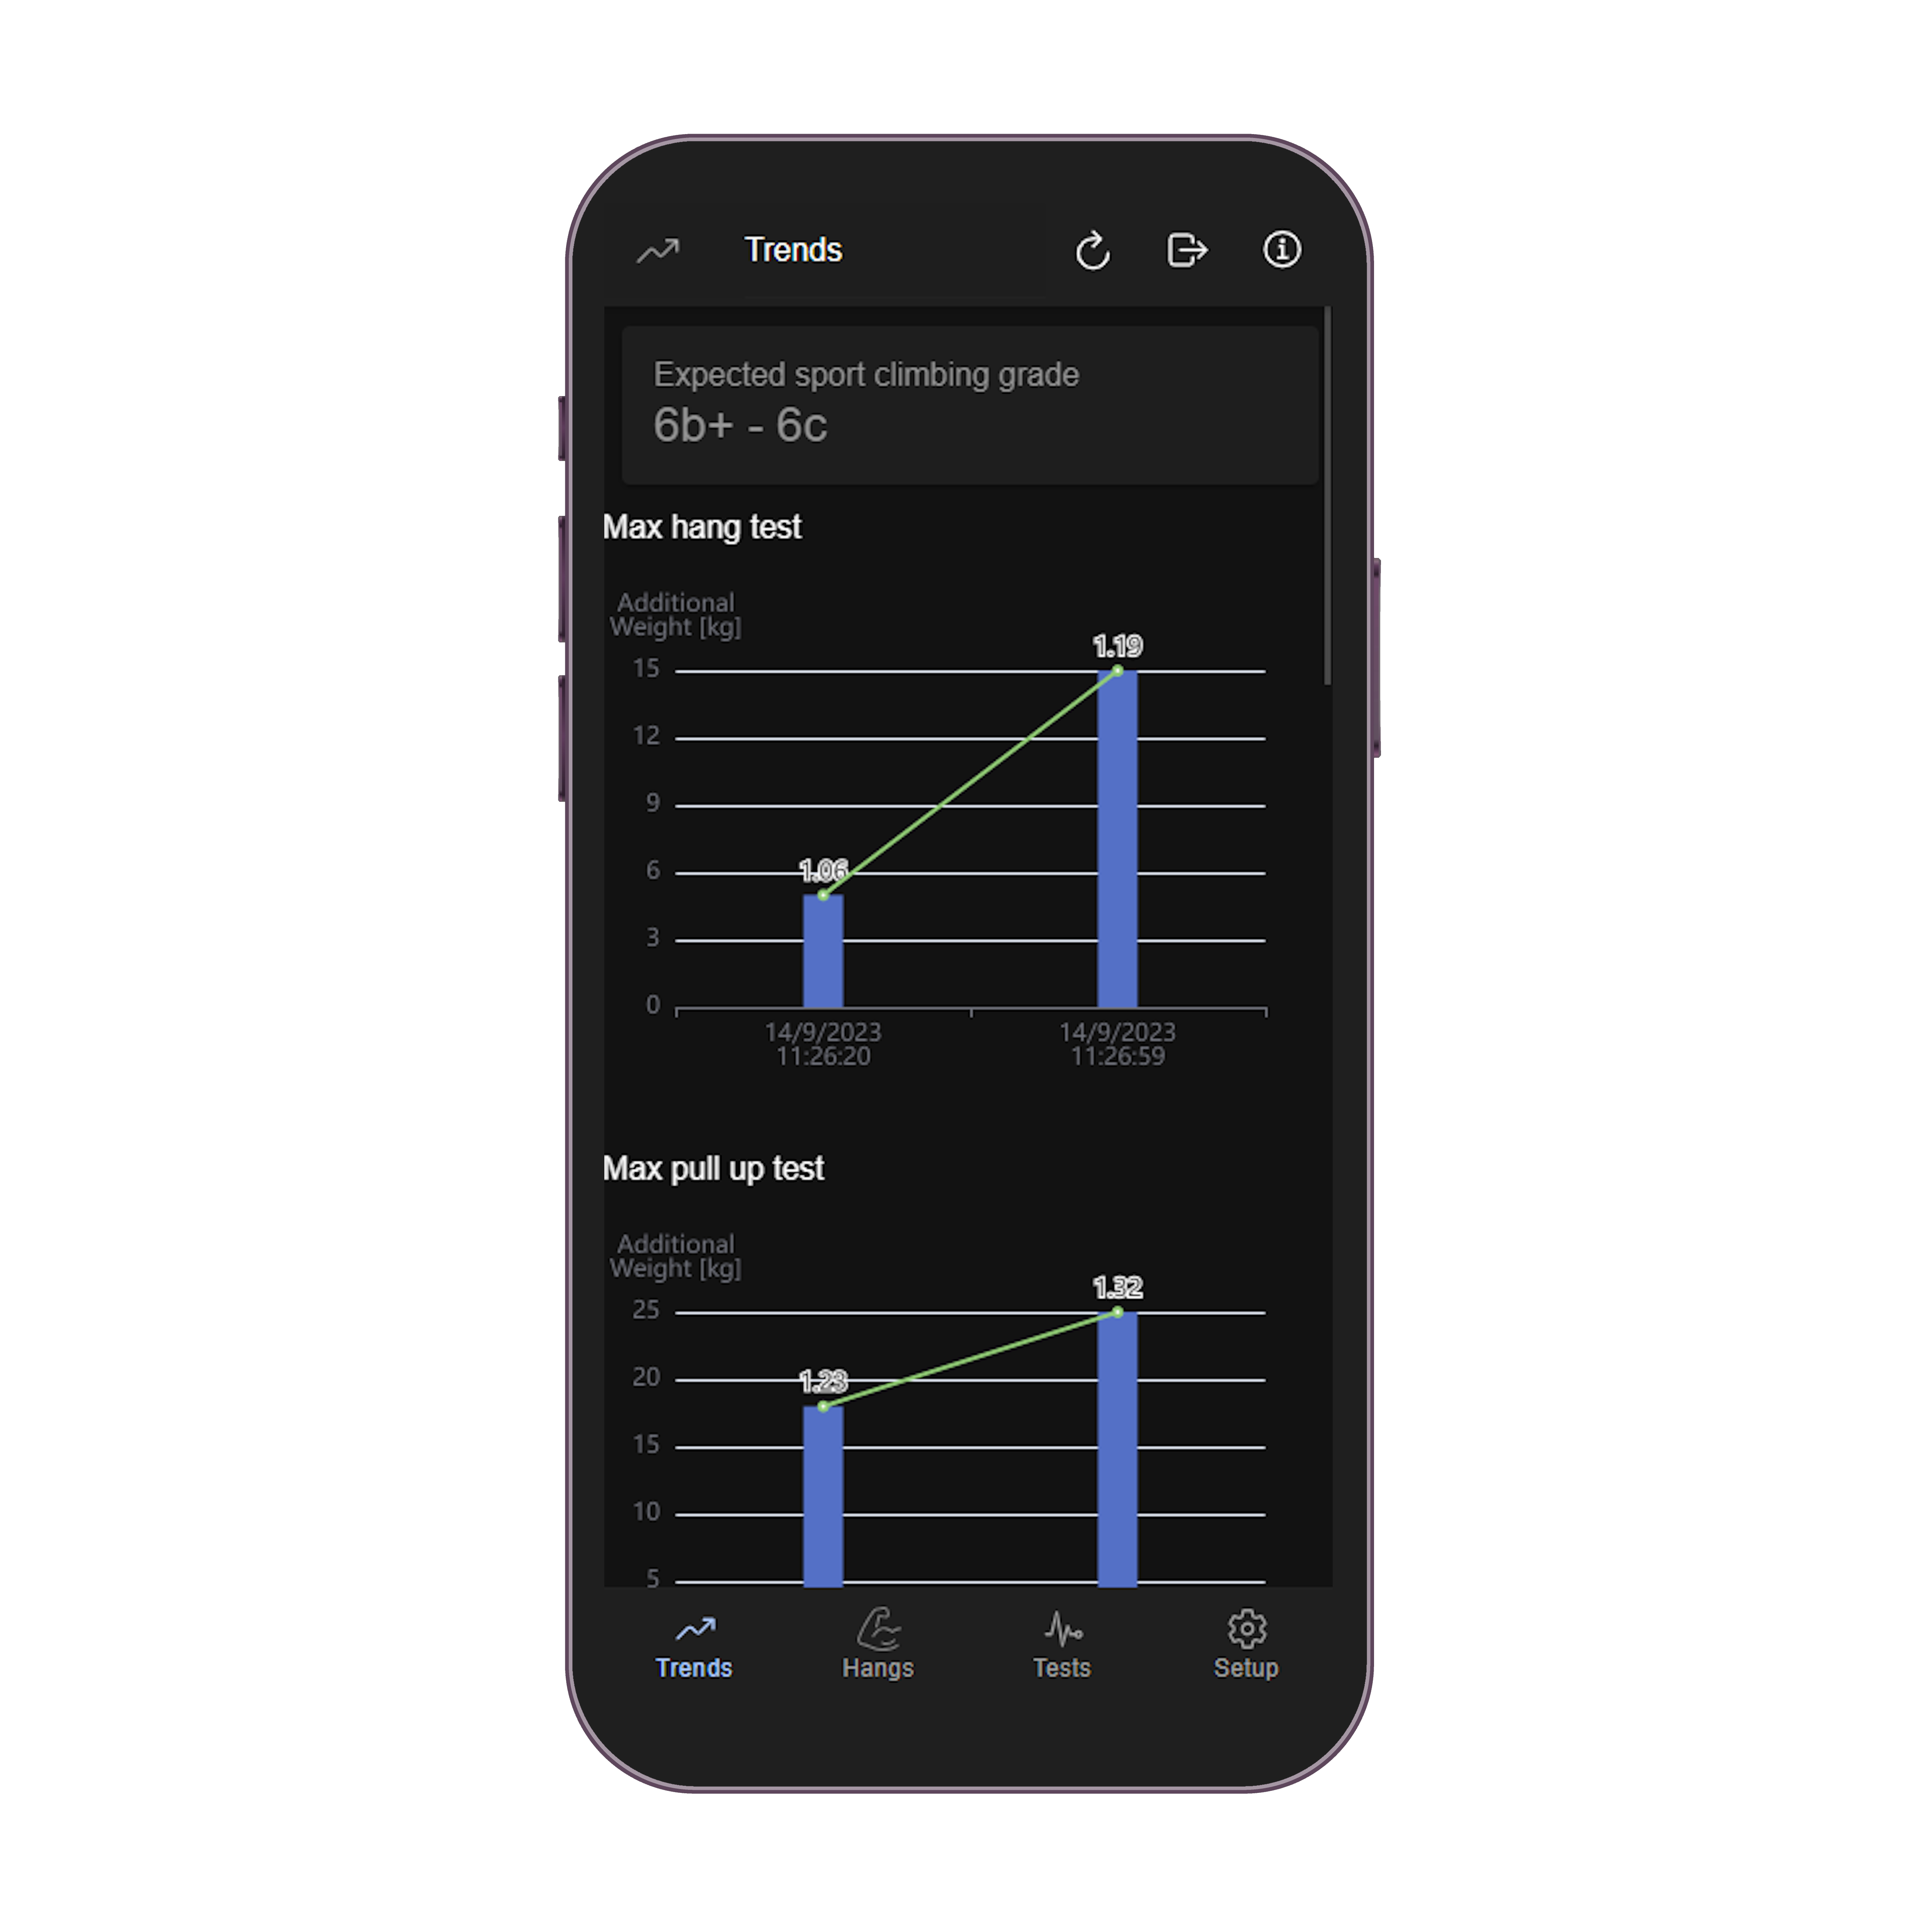 Trends
Expected sport climbing grade
6b+ - 6c
Max hang test
Additional
Weight [kg]
1.19
15
12
9
1.06
6
3
0
14/9/2023 14/9/2023
11:26:20 11:26:59
Max pull up test
Additional
Weight [kg]
1.32
25
1.23
20
15
10
5
Trends Hangs Tests Setup